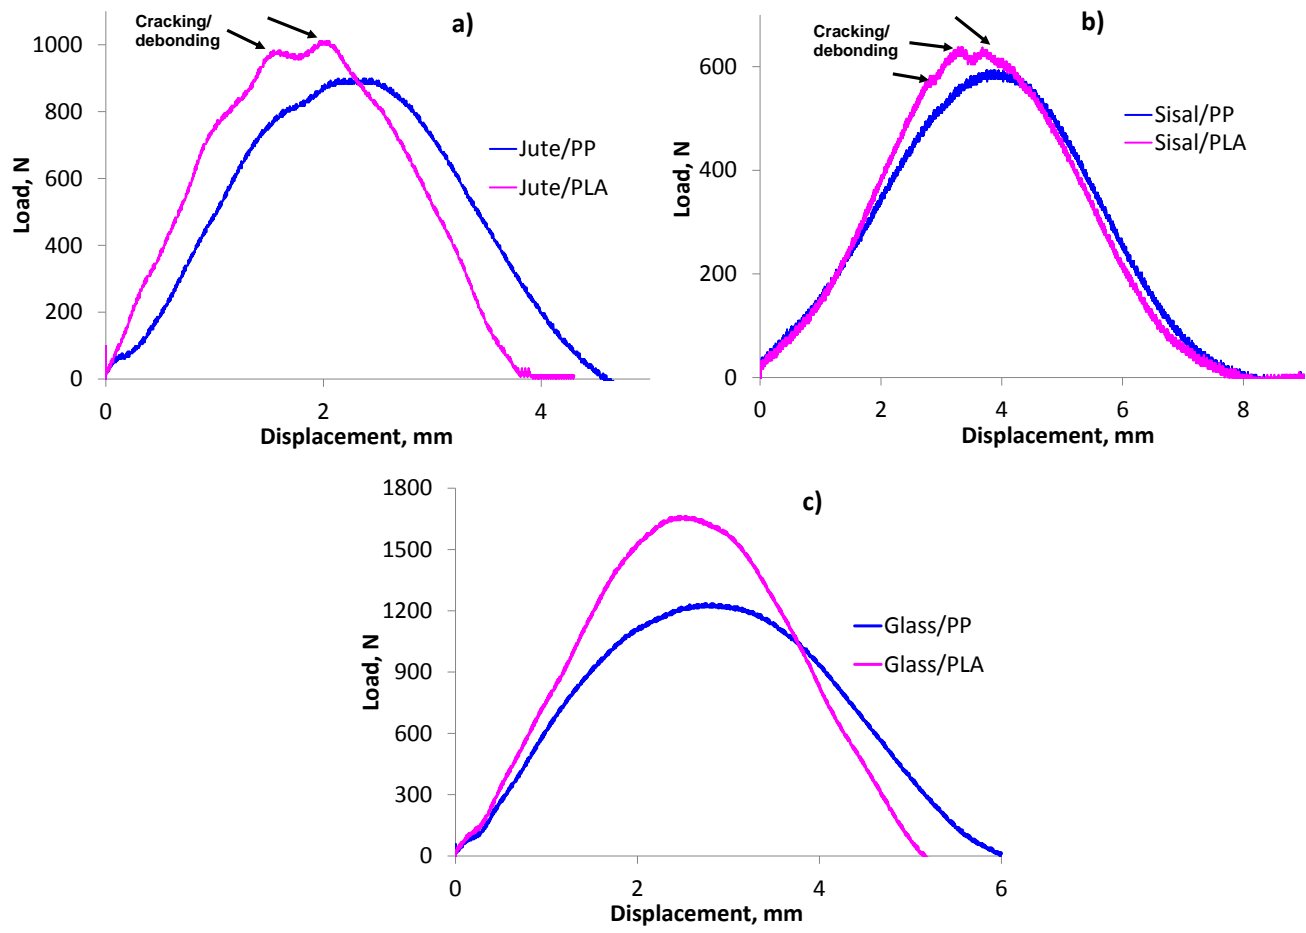 a)
Cracking/
debonding
1000
800
600
400
200
0
Load, N
Jute/PP
Jute/PLA
0
2
4
Displacement, mm
b)
Cracking/
debonding
600
400
200
0
Load, N
Sisal/PP
Sisal/PLA
0
2
4
6
8
Displacement, mm
c)
1800
1500
1200
900
600
300
0
Load, N
Glass/PP
Glass/PLA
0
2
4
6
Displacement, mm